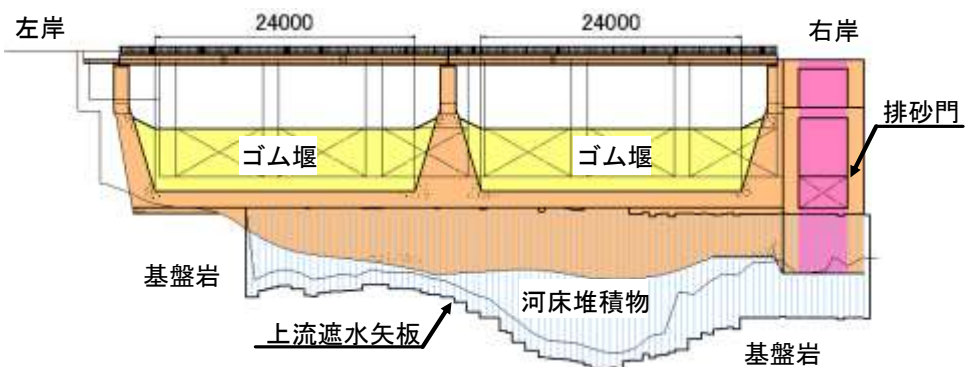 左岸
24000
24000
右岸
排砂門
ゴム堰
ゴム堰
基盤岩
河床堆積物
上流遮水矢板
基盤岩